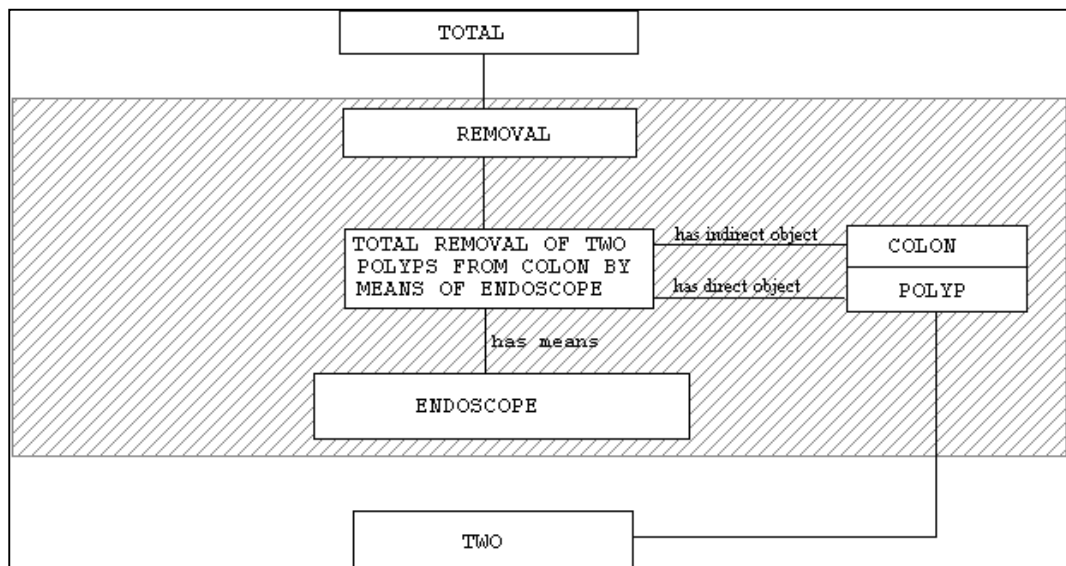 TOTAL
REMOVAL
TOTAL REMOVAL OF TWO
POLYPS FROM COLON BY
MEANS OF ENDOSCOPE
has indirect object
COLON
has direct object
POLYP
has means
ENDOSCOPE
TWO